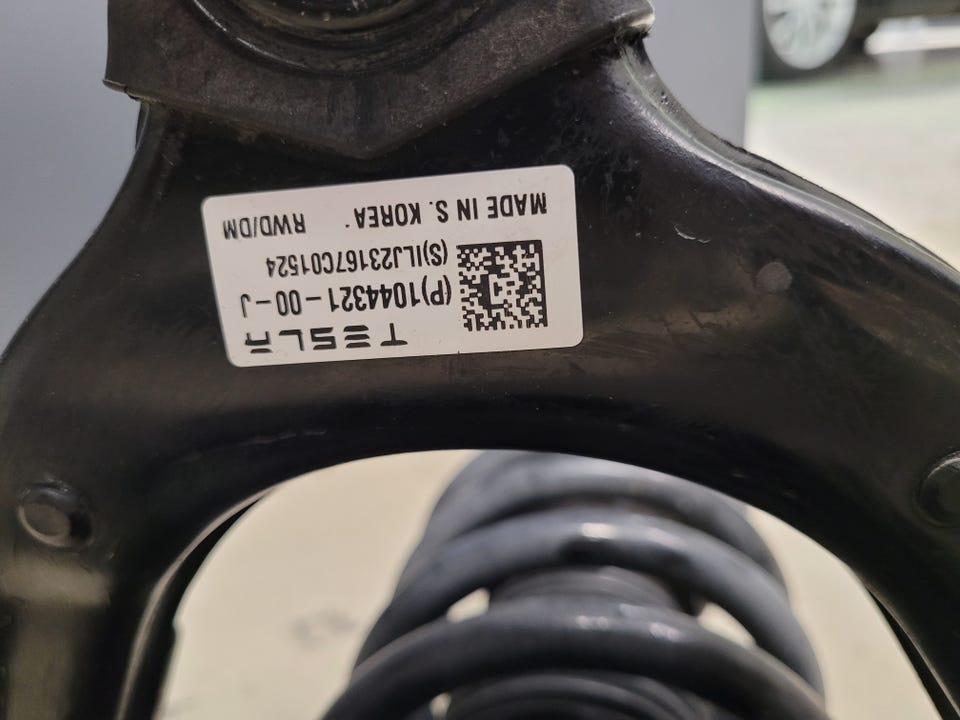 TESLA
(P)1044321-00-J
(S)ILJ23167C01524
MADE IN S. KOREA RWD/DM